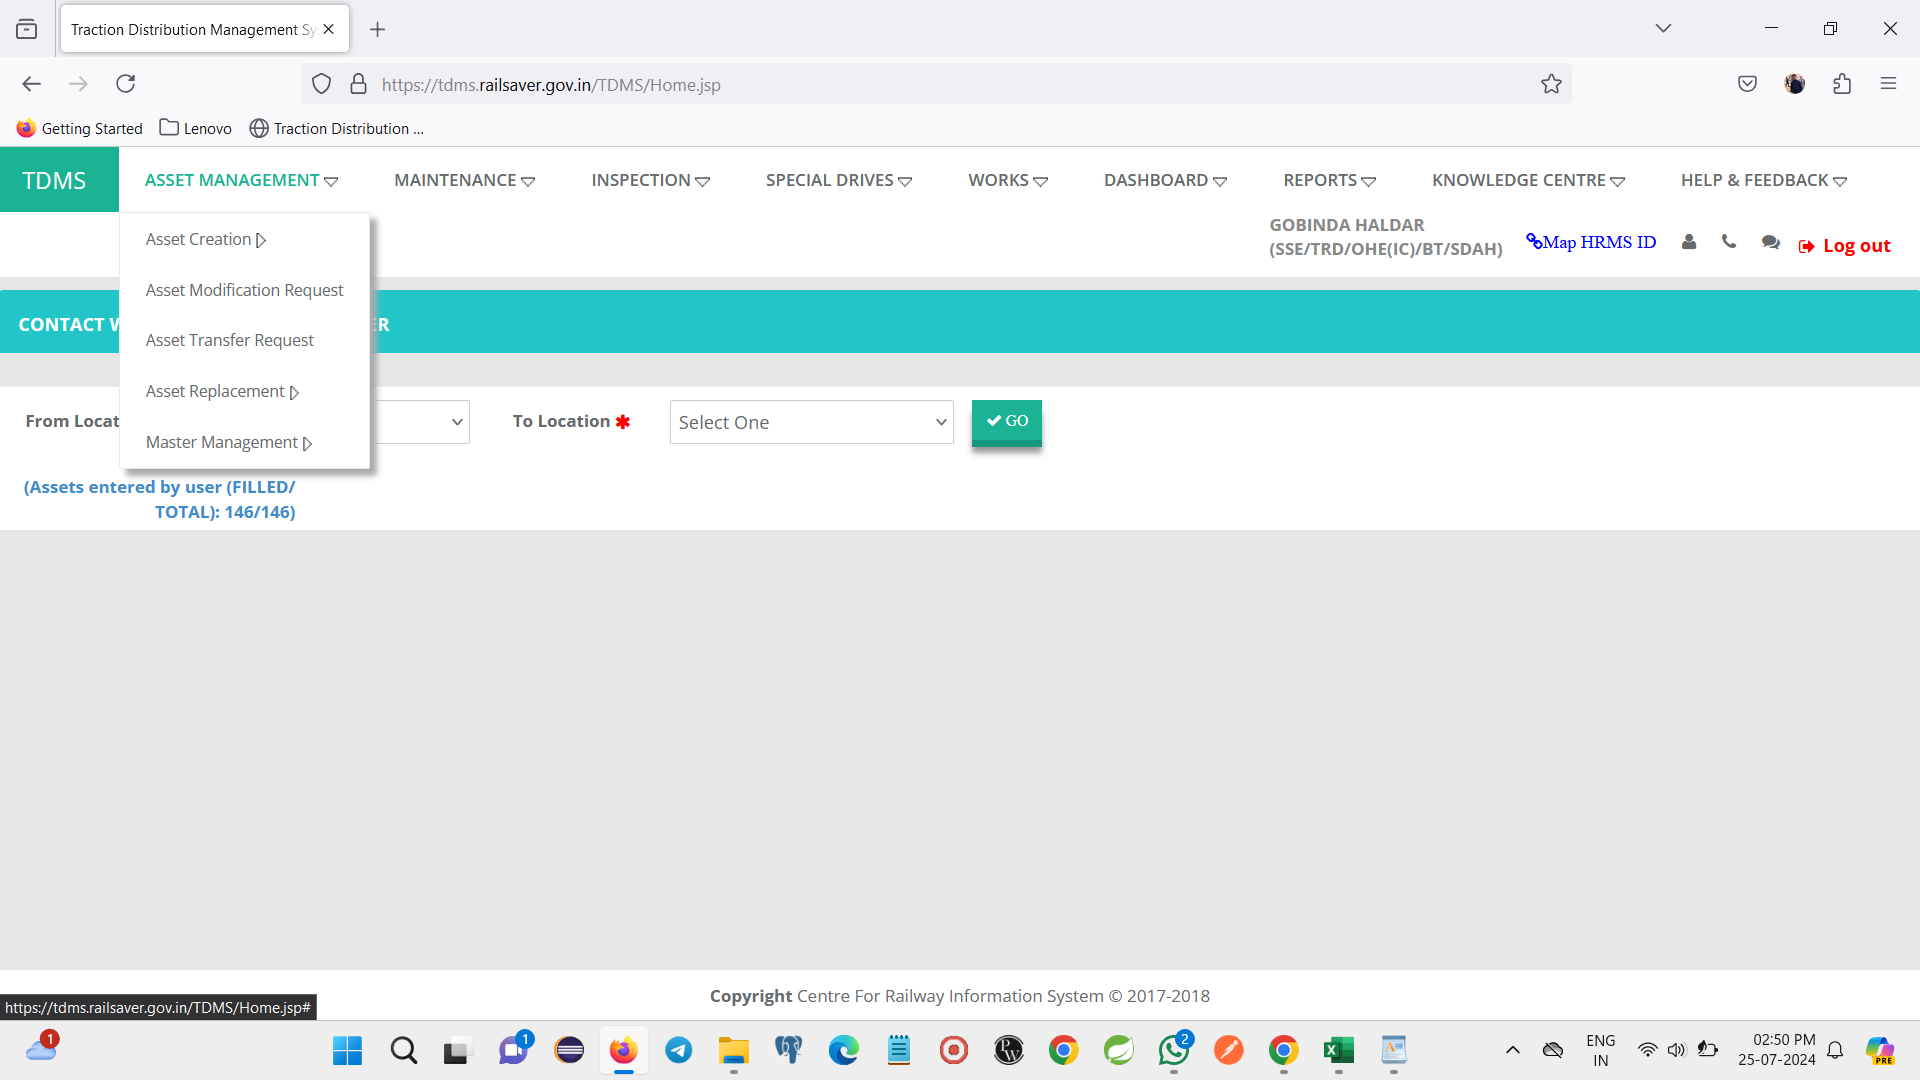 Traction Distribution Management Sy
https://tdms.railsaver.gov.in/TDMS/Home.jsp
Getting Started
Lenovo
Traction Distribution ...
TDMS
ASSET MANAGEMENT
MAINTENANCE
INSPECTION
SPECIAL DRIVES
WORKS
DASHBOARD
REPORTS
KNOWLEDGE CENTRE
HELP & FEEDBACK
GOBINDA HALDAR
(SSE/TRD/OHE(IC)/BT/SDAH)
Map HRMS ID
Log out
Asset Creation
Asset Modification Request
Asset Transfer Request
Asset Replacement
Master Management
CONTACT W
ER
From Locat
To Location *
Select One
GO
(Assets entered by user (FILLED/
TOTAL): 146/146)
Copyright Centre For Railway Information System © 2017-2018
https://tdms.railsaver.gov.in/TDMS/Home.jsp#
1
1
PW
2
ENG
IN
02:50 PM
25-07-2024
PRE